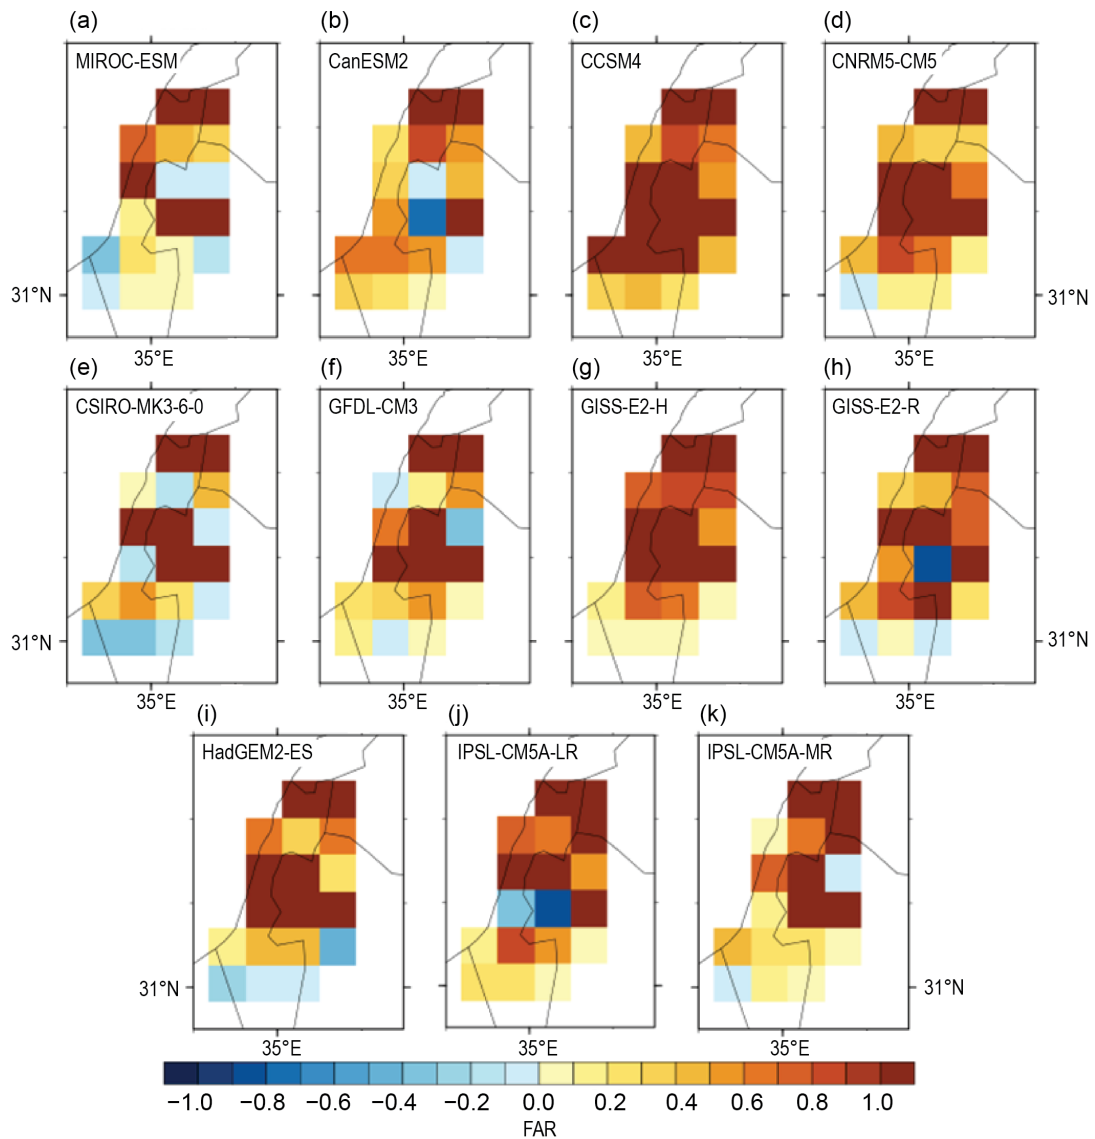 (a) (b) (c) (d)
MIROC-ESM CanESM2 CCSM4 CNRM5-CM5
31°N 31°N
35°E 35°E 35°E 35°E
(e) (f) (g) (h)
CSIRO-MK3-6-0 GFDL-CM3 GISS-E2-H GISS-E2-R
31°N 31°N
35°E 35°E 35°E 35°E
(i) (j) (k)
HadGEM2-ES IPSL-CM5A-LR IPSL-CM5A-MR
31°N 31°N
35°E 35°E 35°E
−1.0 −0.8 −0.6 −0.4 −0.2 0.0 0.2 0.4 0.6 0.8 1.0
FAR